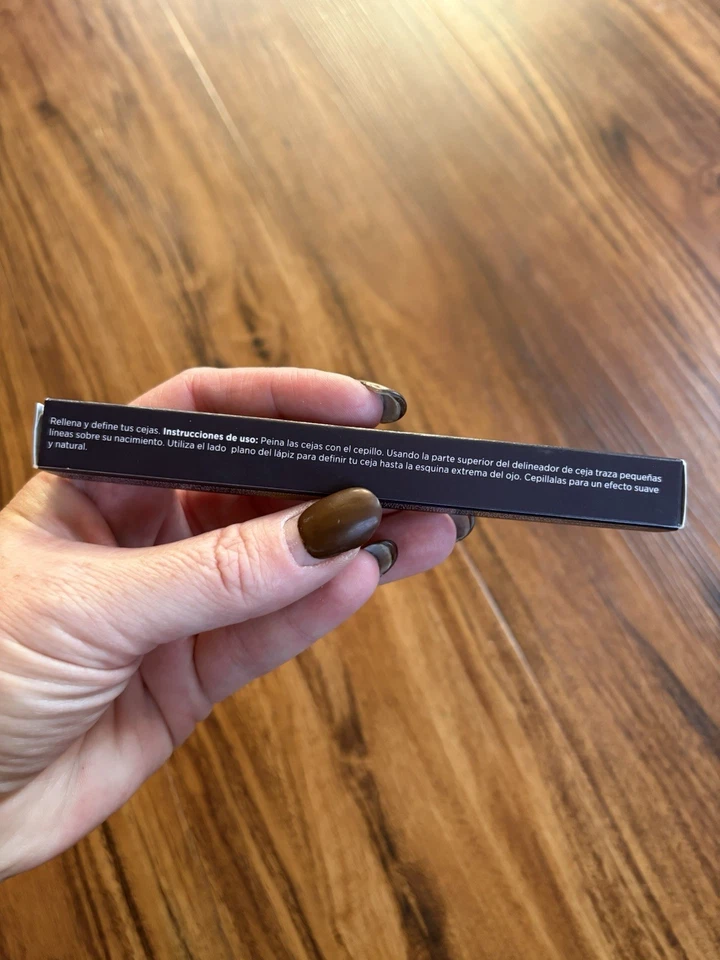 Rellena y define tus cejas. Instrucciones de uso: Peina las cejas con el cepillo. Usando la parte superior del delineador de ceja traza pequeñas
líneas sobre su nacimiento. Utiliza el lado plano del lápiz para definir tu ceja hasta la esquina extrema del ojo. Cepillalas para un efecto suave
y natural.